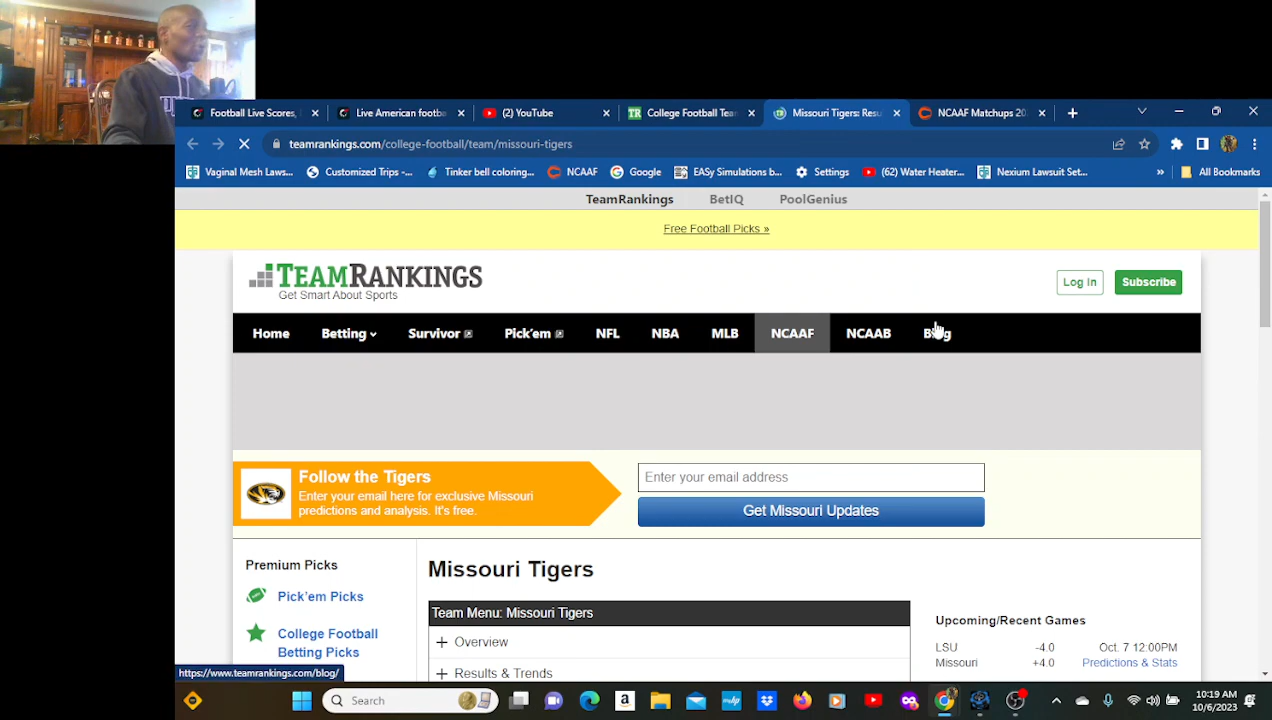 Football Live Scores,
Live American footba
(2) YouTube
College Football Tea
Missouri Tigers: Resu
NCAAF Matchups 202
teamrankings.com/college-football/team/missouri-tigers
Vaginal Mesh Laws...
Customized Trips -...
Tinker bell coloring...
NCAAF
Google
EASy Simulations b...
Settings
(62) Water Heater...
Nexium Lawsuit Set...
»
All Bookmarks
TeamRankings
BetIQ
PoolGenius
Free Football Picks »
TEAMRANKINGS
Get Smart About Sports
Log In
Subscribe
Home
Betting
Survivor
Pick'em
NFL
NBA
MLB
NCAAF
NCAAB
Blog
Follow the Tigers
Enter your email here for exclusive Missouri
predictions and analysis. It's free.
Enter your email address
Get Missouri Updates
Premium Picks
Pick'em Picks
College Football
Betting Picks
Missouri Tigers
Team Menu: Missouri Tigers
+ Overview
+ Results & Trends
Upcoming/Recent Games
LSU -4.0 Oct. 7 12:00PM
Missouri +4.0 Predictions & Stats
https://www.teamrankings.com/blog/
Search
10:19 AM
10/6/2023